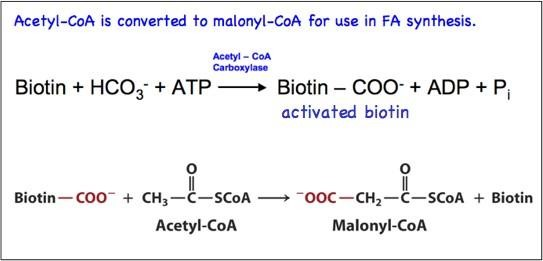 Acetyl-CoA is converted to malonyl-CoA for use in FA synthesis.
Acetyl – CoA
Carboxylase
Biotin + HCO₃⁻ + ATP ⟶ Biotin – COO⁻ + ADP + Pᵢ
activated biotin
O O
Biotin — COO⁻ + CH₃—C—SCoA ⟶ ⁻OOC—CH₂—C—SCoA + Biotin
Acetyl-CoA Malonyl-CoA